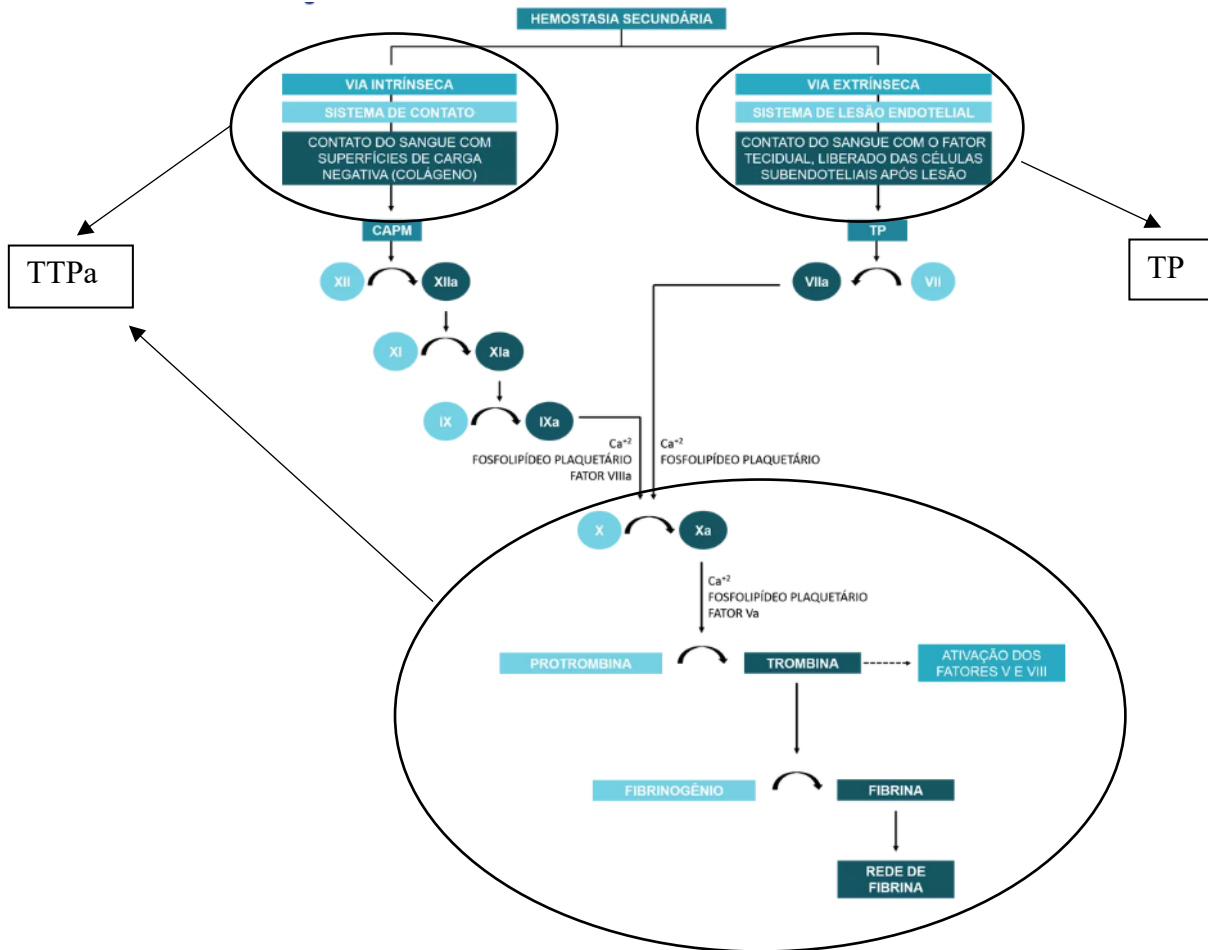 HEMOSTASIA SECUNDÁRIA
VIA INTRÍNSECA
SISTEMA DE CONTATO
CONTATO DO SANGUE COM
SUPERFÍCIES DE CARGA
NEGATIVA (COLÁGENO)
VIA EXTRÍNSECA
SISTEMA DE LESÃO ENDOTELIAL
CONTATO DO SANGUE COM O FATOR
TECIDUAL, LIBERADO DAS CÉLULAS
SUBENDOTELIAIS APÓS LESÃO
CAPM
TP
TTPa
TP
XII
XIIa
VIIa
VII
XI
XIa
IX
IXa
Ca+2
FOSFOLIPÍDEO PLAQUETÁRIO
FATOR VIIIa
Ca+2
FOSFOLIPÍDEO PLAQUETÁRIO
X
Xa
Ca+2
FOSFOLIPÍDEO PLAQUETÁRIO
FATOR Va
PROTROMBINA
TROMBINA
ATIVAÇÃO DOS
FATORES V E VIII
FIBRINOGÊNIO
FIBRINA
REDE DE
FIBRINA